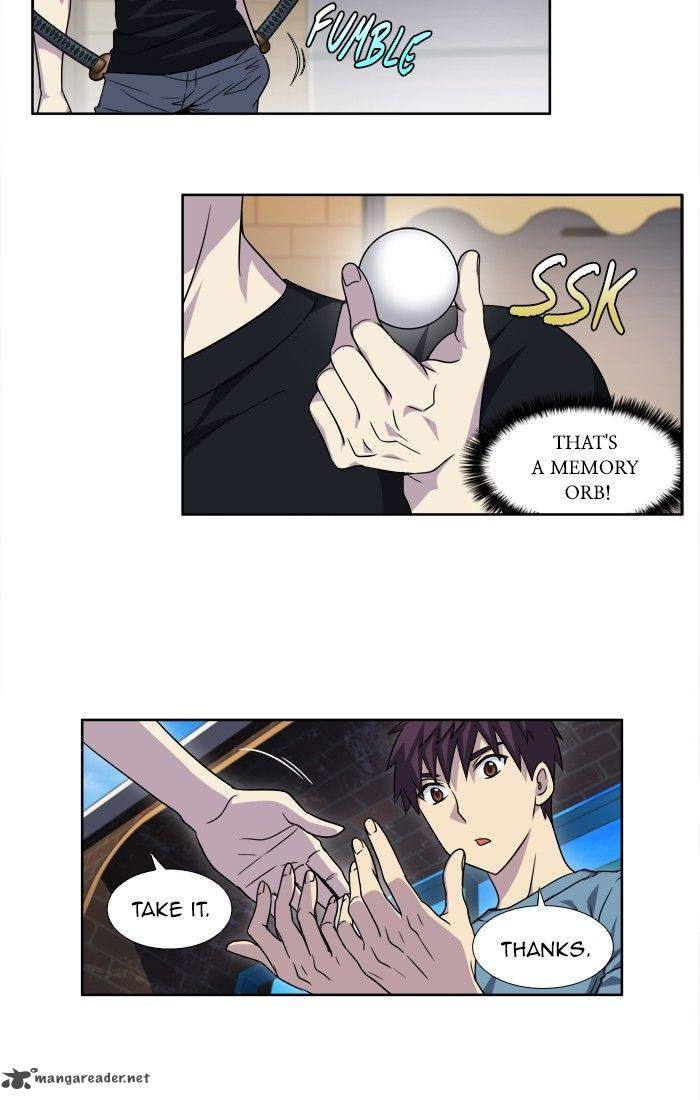 FUMBLE
SSK
THAT'S
A MEMORY
ORB!
TAKE IT.
THANKS.
mangareader.net